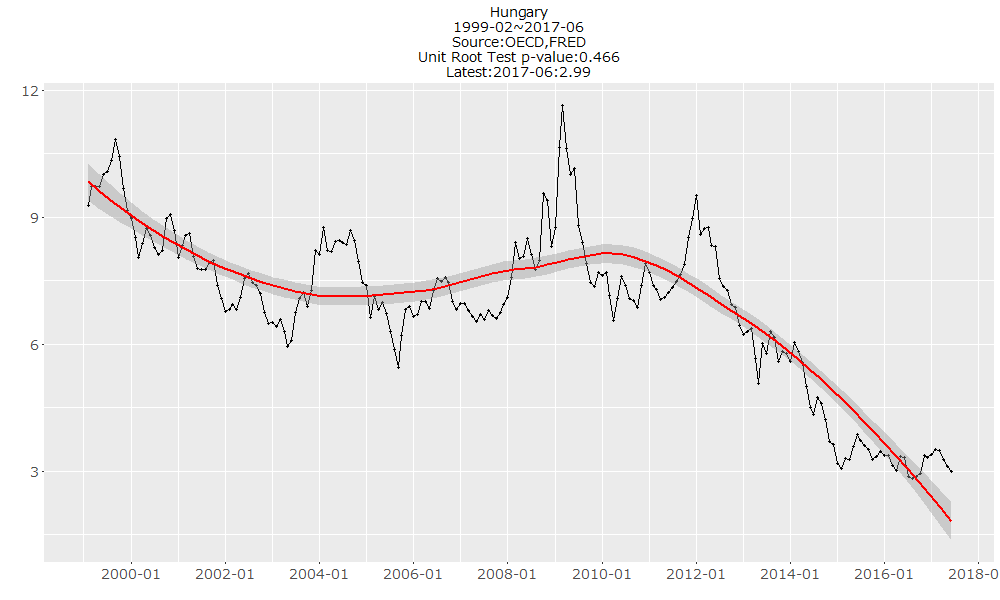 Hungary
1999-02~2017-06
Source:OECD,FRED
Unit Root Test p-value:0.466
Latest:2017-06:2.99
12
9
6
3
2000-01 2002-01 2004-01 2006-01 2008-01 2010-01 2012-01 2014-01 2016-01 2018-0